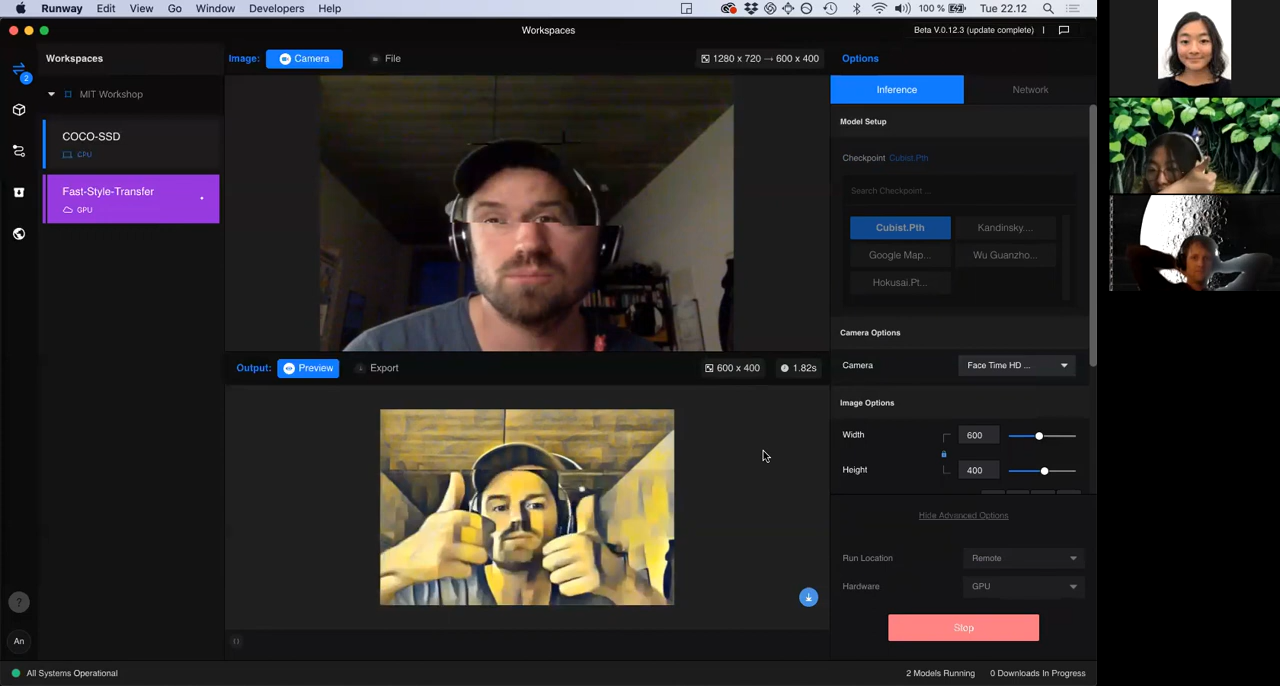 Runway File Edit View Go Window Developers Help
100 % Tue 22.12
Workspaces
Beta V.0.12.3 (update complete)
Workspaces
Image: Camera File
1280 x 720 → 600 x 400
Options
2
Inference Network
MIT Workshop
Model Setup
COCO-SSD
CPU
Checkpoint Cubist.Pth
Search Checkpoint ...
Fast-Style-Transfer
GPU
Cubist.Pth Kandinsky....
Google Map... Wu Guanzho...
Hokusai.Pt...
Camera Options
Output: Preview Export
600 x 400 1.82s
Camera Face Time HD ...
Image Options
Width 600
Height 400
Hide Advanced Options
Run Location Remote
Hardware GPU
?
Stop
An
All Systems Operational
2 Models Running 0 Downloads In Progress